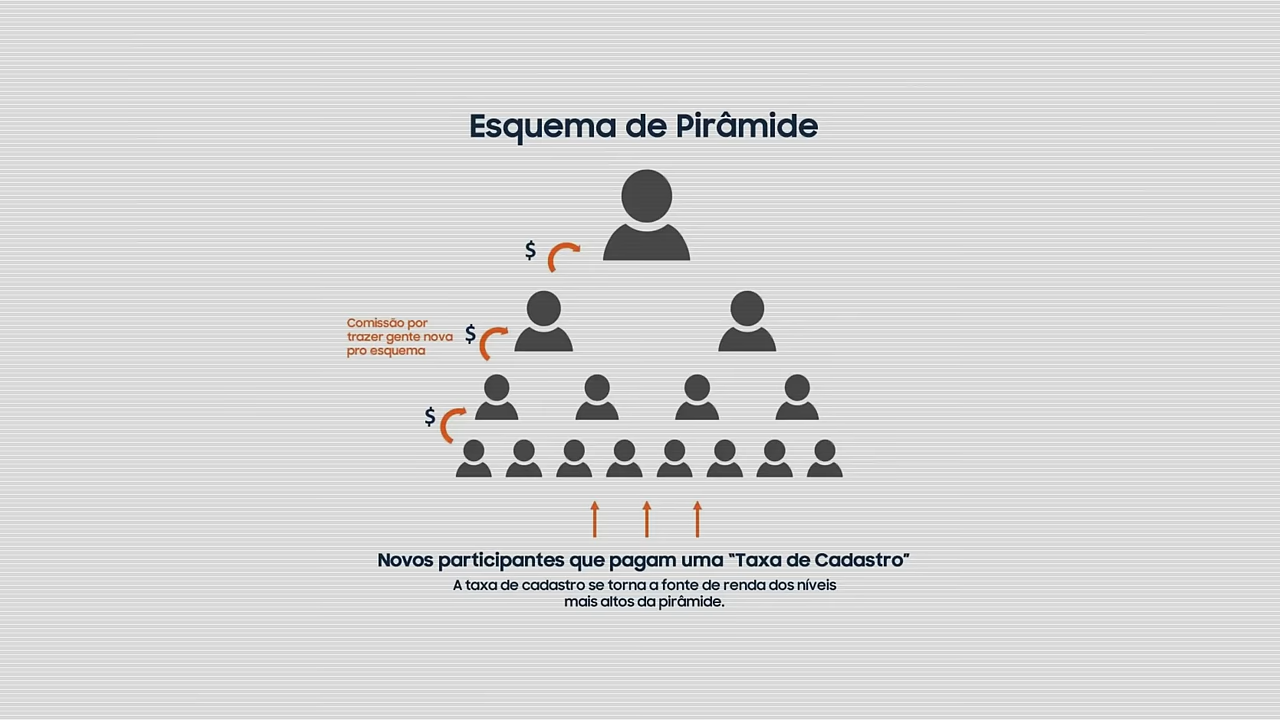 Esquema de Pirâmide
$
Comissão por
trazer gente nova
pro esquema
$
$
Novos participantes que pagam uma "Taxa de Cadastro"
A taxa de cadastro se torna a fonte de renda dos níveis
mais altos da pirâmide.